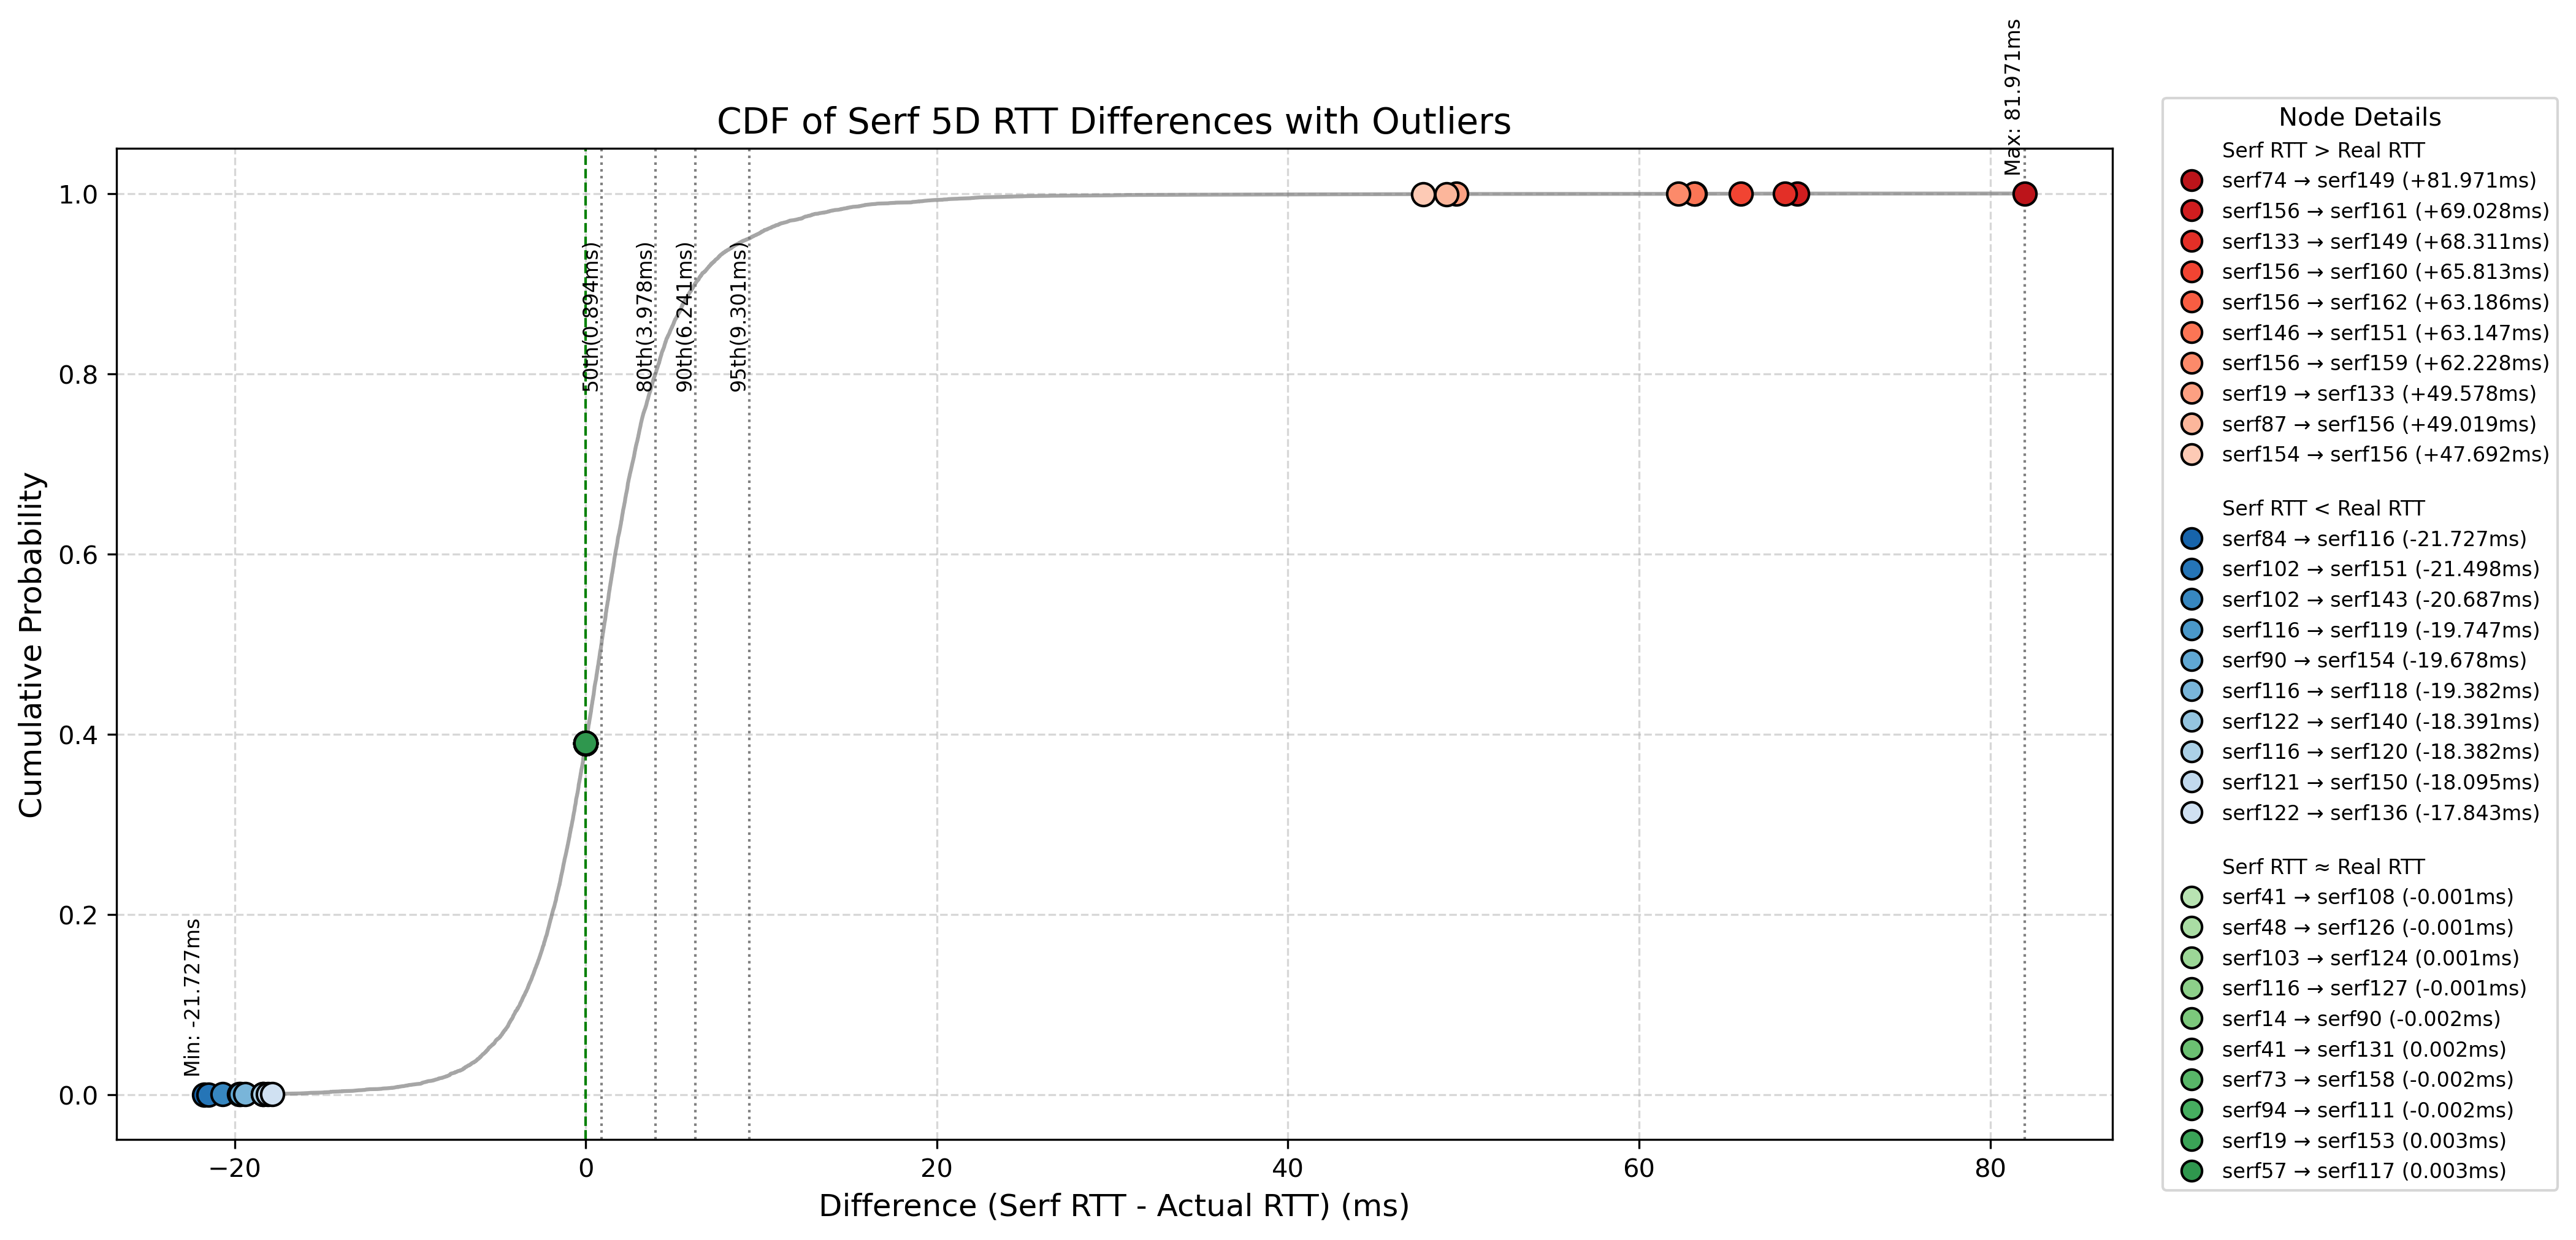 CDF of Serf 5D RTT Differences with Outliers
Max: 81.971ms
50th(0.894ms)
80th(3.978ms)
90th(6.241ms)
95th(9.301ms)
Min: -21.727ms
Cumulative Probability
1.0
0.8
0.6
0.4
0.2
0.0
−20
0
20
40
60
80
Difference (Serf RTT - Actual RTT) (ms)
Node Details
Serf RTT > Real RTT
serf74 → serf149 (+81.971ms)
serf156 → serf161 (+69.028ms)
serf133 → serf149 (+68.311ms)
serf156 → serf160 (+65.813ms)
serf156 → serf162 (+63.186ms)
serf146 → serf151 (+63.147ms)
serf156 → serf159 (+62.228ms)
serf19 → serf133 (+49.578ms)
serf87 → serf156 (+49.019ms)
serf154 → serf156 (+47.692ms)
Serf RTT < Real RTT
serf84 → serf116 (-21.727ms)
serf102 → serf151 (-21.498ms)
serf102 → serf143 (-20.687ms)
serf116 → serf119 (-19.747ms)
serf90 → serf154 (-19.678ms)
serf116 → serf118 (-19.382ms)
serf122 → serf140 (-18.391ms)
serf116 → serf120 (-18.382ms)
serf121 → serf150 (-18.095ms)
serf122 → serf136 (-17.843ms)
Serf RTT ≈ Real RTT
serf41 → serf108 (-0.001ms)
serf48 → serf126 (-0.001ms)
serf103 → serf124 (0.001ms)
serf116 → serf127 (-0.001ms)
serf14 → serf90 (-0.002ms)
serf41 → serf131 (0.002ms)
serf73 → serf158 (-0.002ms)
serf94 → serf111 (-0.002ms)
serf19 → serf153 (0.003ms)
serf57 → serf117 (0.003ms)